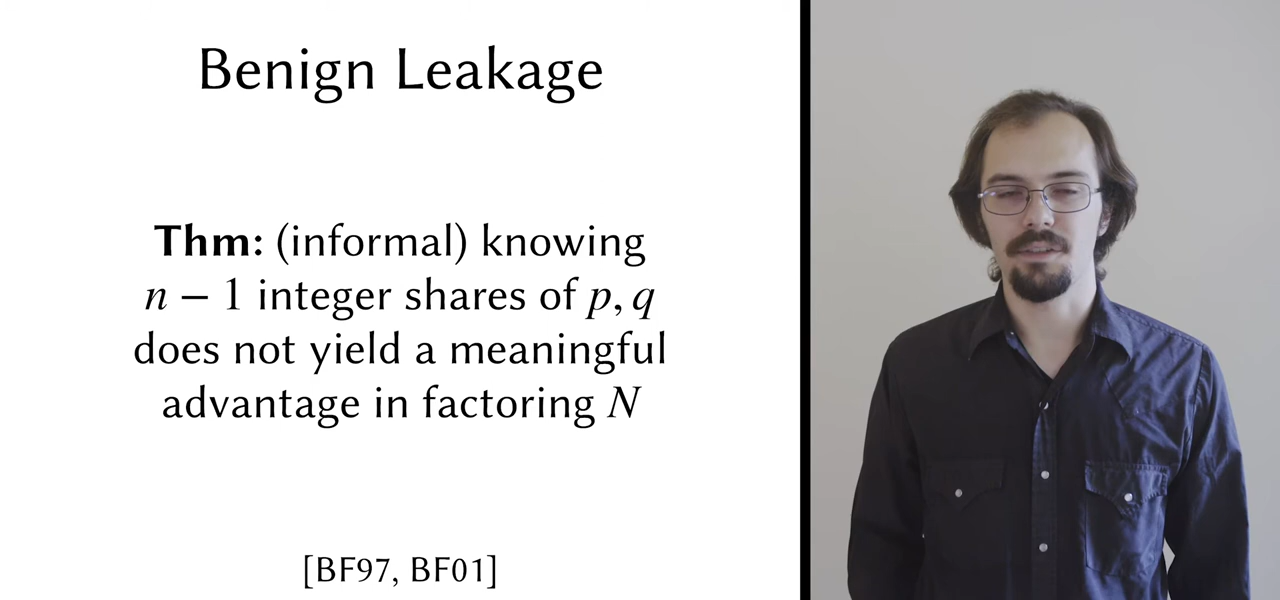 Benign Leakage
Thm: (informal) knowing
n − 1 integer shares of p, q
does not yield a meaningful
advantage in factoring N
[BF97, BF01]